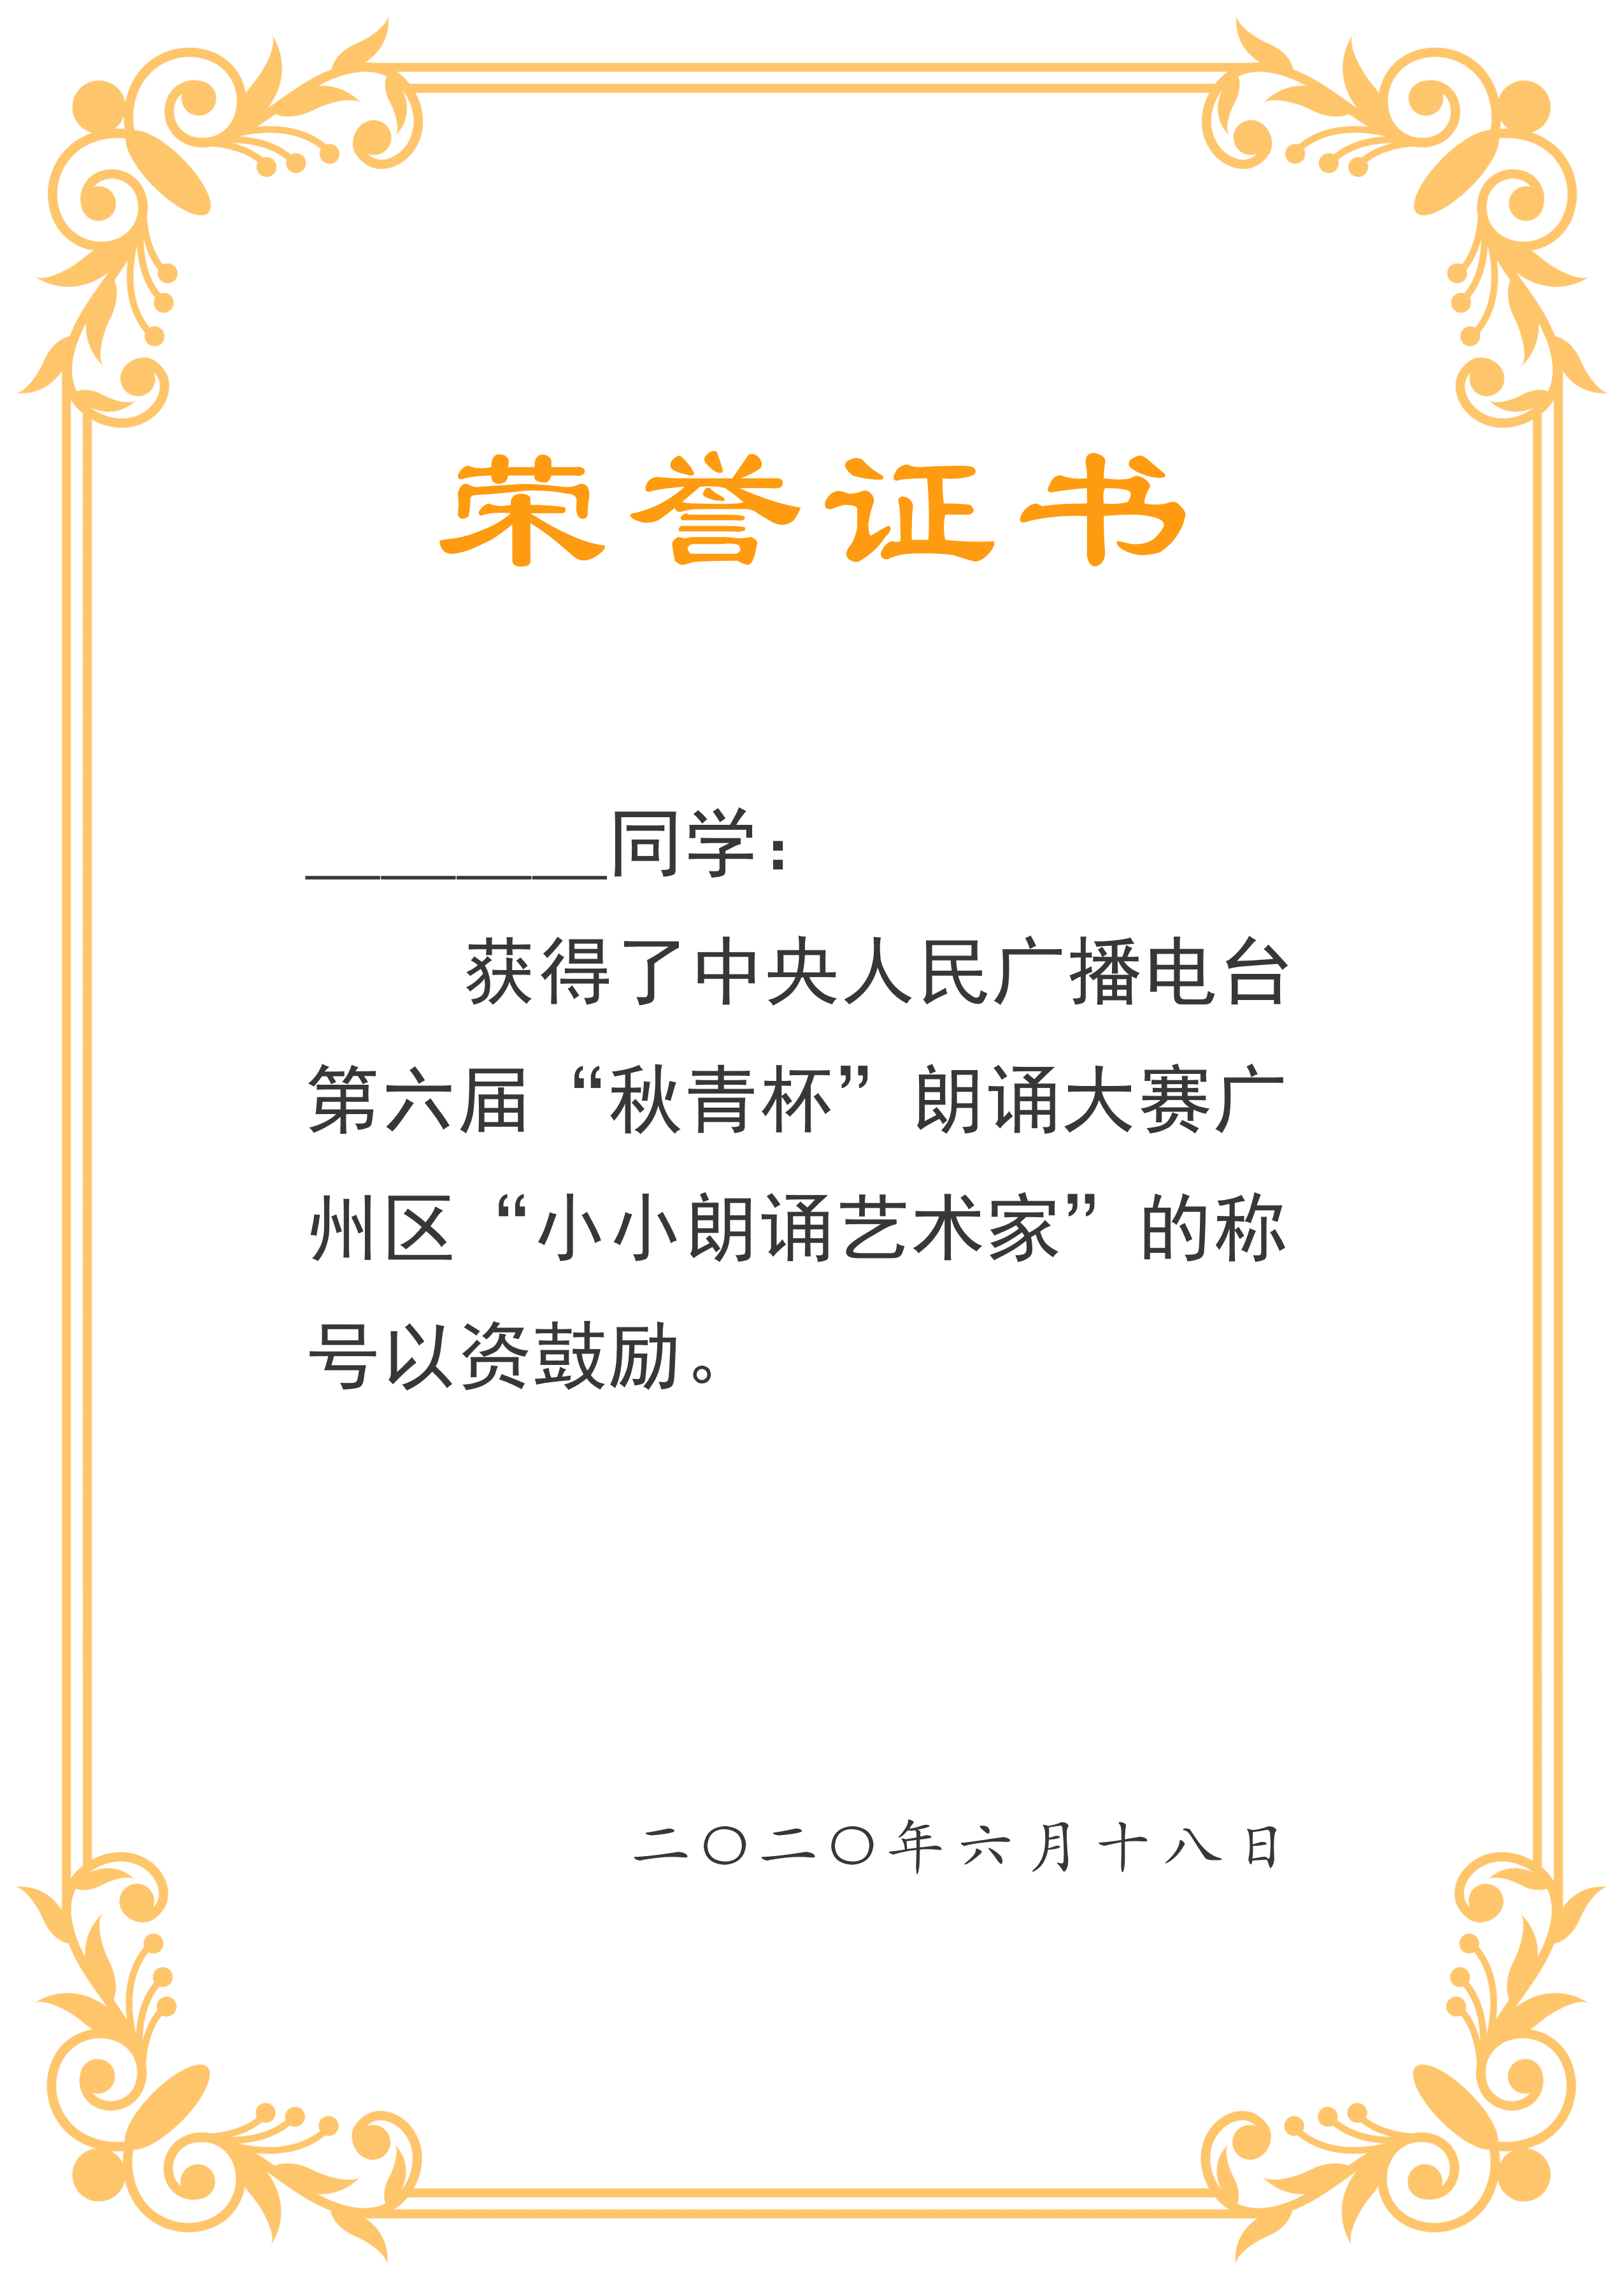 荣誉证书
________同学：
获得了中央人民广播电台
第六届“秋青杯”朗诵大赛广
州区“小小朗诵艺术家”的称
号以资鼓励。
二〇二〇年六月十八日